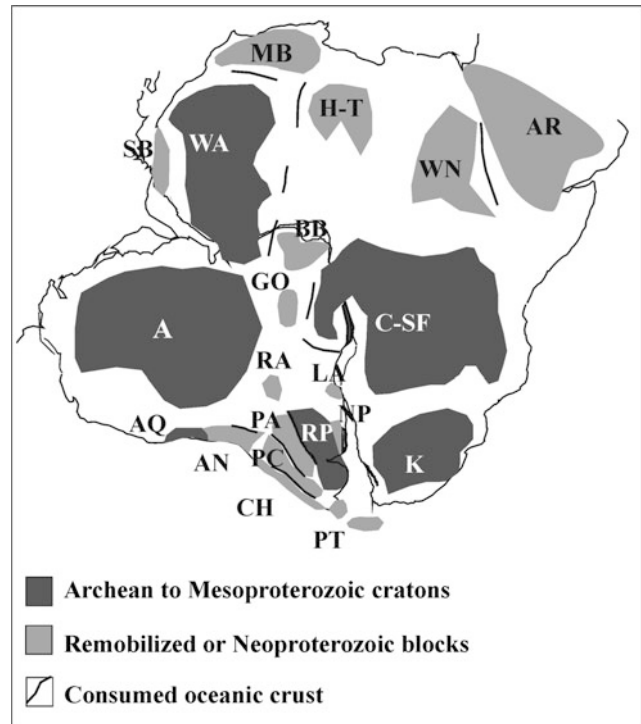 MB
H-T
AR
SB
WA
WN
BB
GO
A
C-SF
RA
LA
AQ
PA
NP
RP
AN
PC
K
CH
PT
Archean to Mesoproterozoic cratons
Remobilized or Neoproterozoic blocks
Consumed oceanic crust